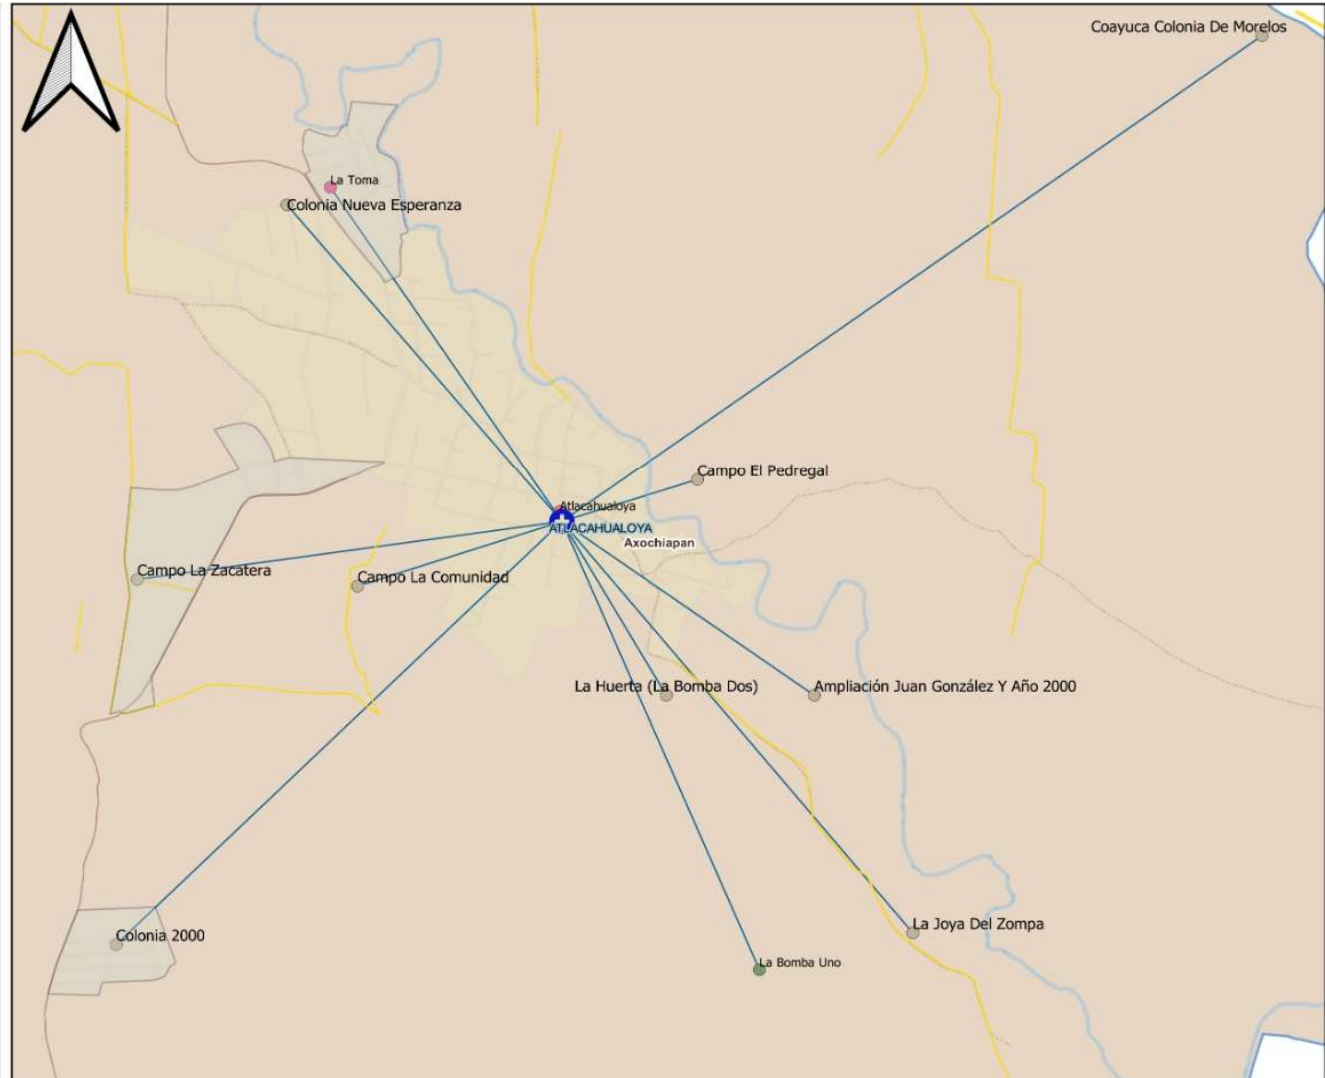 Coayuca Colonia De Morelos
La Toma
Colonia Nueva Esperanza
Campo El Pedregal
Atlacahualoya
ATLACAHUALOYA
Axochiapan
Campo La Zacatera
Campo La Comunidad
La Huerta (La Bomba Dos)
Ampliación Juan González Y Año 2000
La Joya Del Zompa
Colonia 2000
La Bomba Uno